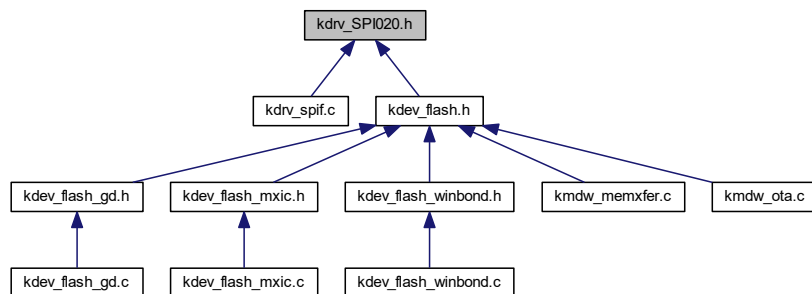 kdrv_SPI020.h
kdrv_spif.c
kdev_flash.h
kdev_flash_gd.h
kdev_flash_mxic.h
kdev_flash_winbond.h
kmdw_memxfer.c
kmdw_ota.c
kdev_flash_gd.c
kdev_flash_mxic.c
kdev_flash_winbond.c